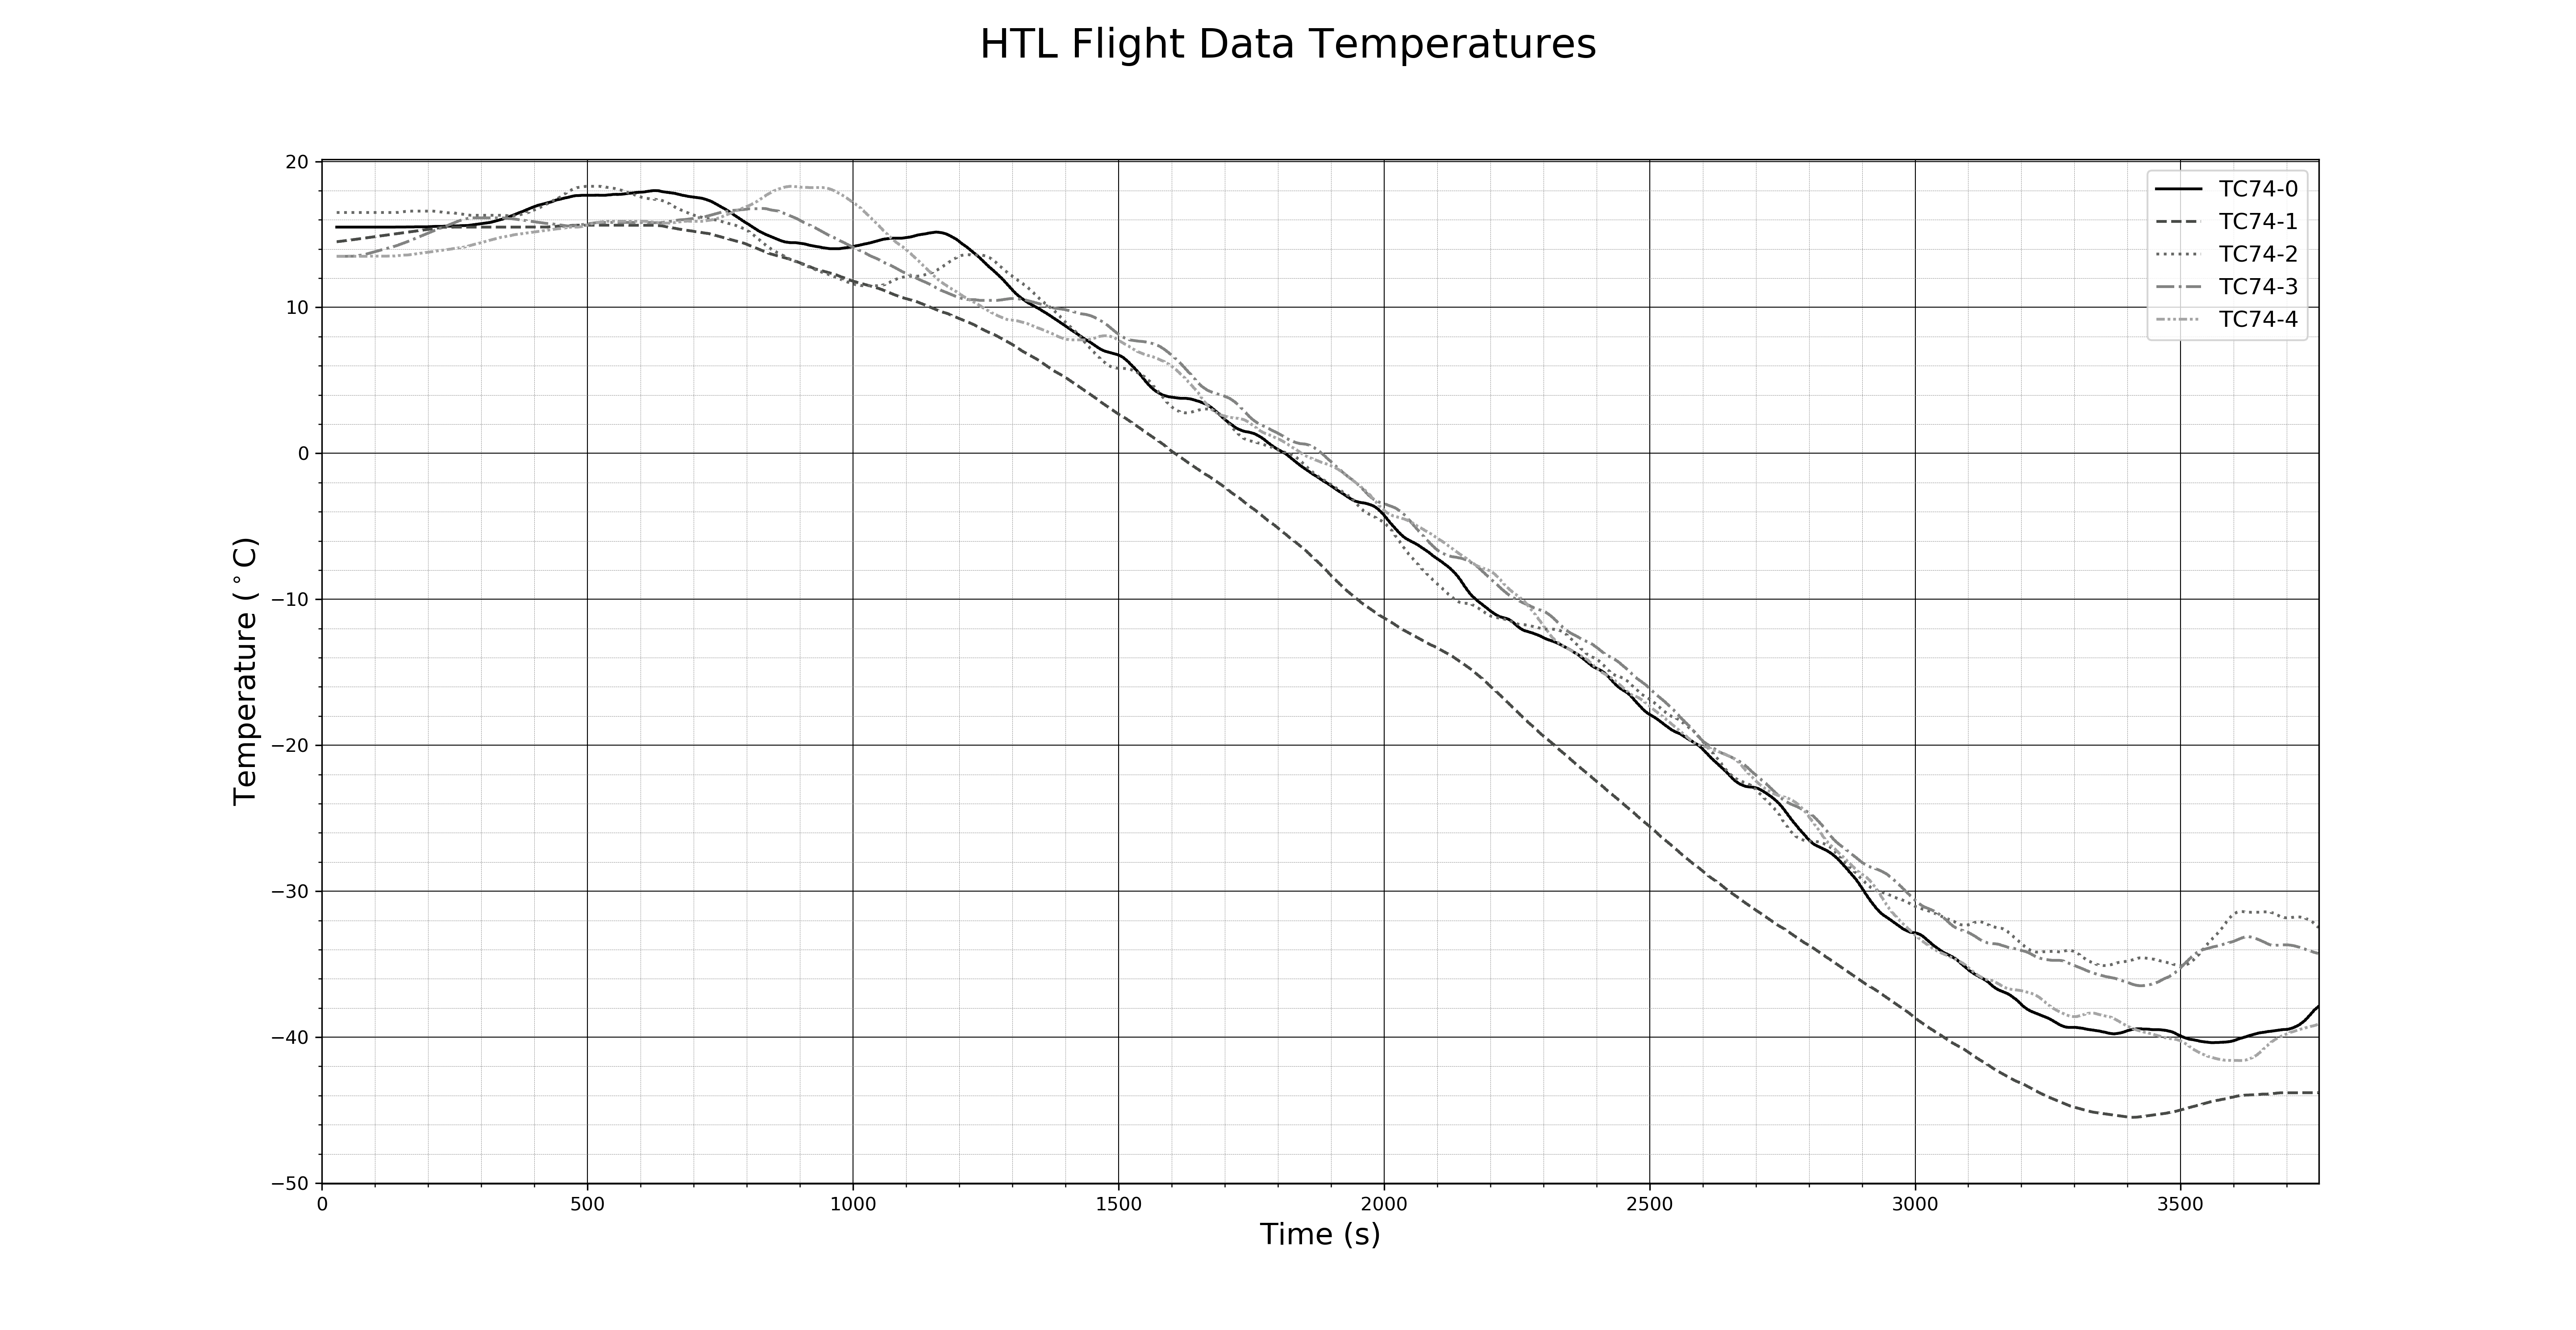 HTL Flight Data Temperatures
20
10
0
−10
−20
−30
−40
−50
Temperature (°C)
TC74-0
TC74-1
TC74-2
TC74-3
TC74-4
0 500 1000 1500 2000 2500 3000 3500
Time (s)